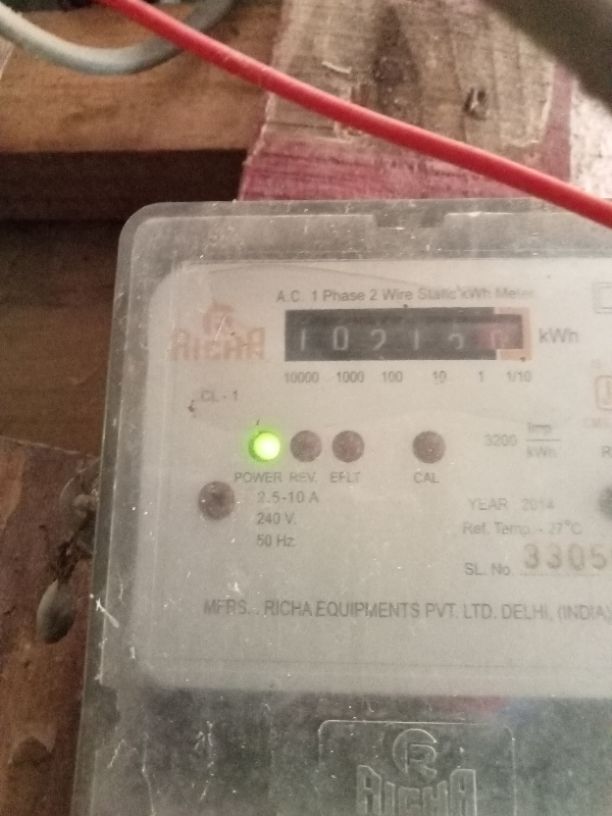 A.C. 1 Phase 2 Wire Static kWh Meter
RICHA
kWh
10000 1000 100 10 1 1/10
CL - 1
3200 Imp. kWh
POWER REV. EFLT CAL
2.5-10 A
240 V.
50 Hz.
YEAR 2014
Ref. Temp. - 27°C
SL. No. 3305
MFRS. : RICHA EQUIPMENTS PVT. LTD. DELHI, (INDIA)
R
RICHA